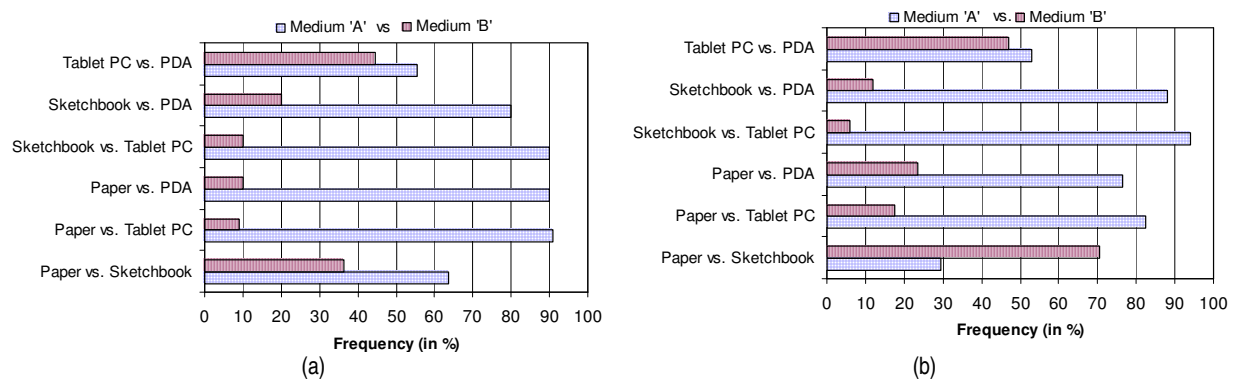 Medium 'A' vs Medium 'B'
Tablet PC vs. PDA
Sketchbook vs. PDA
Sketchbook vs. Tablet PC
Paper vs. PDA
Paper vs. Tablet PC
Paper vs. Sketchbook
0 10 20 30 40 50 60 70 80 90 100
Frequency (in %)
(a)
Medium 'A' vs. Medium 'B'
Tablet PC vs. PDA
Sketchbook vs. PDA
Sketchbook vs. Tablet PC
Paper vs. PDA
Paper vs. Tablet PC
Paper vs. Sketchbook
0 10 20 30 40 50 60 70 80 90 100
Frequency (in %)
(b)